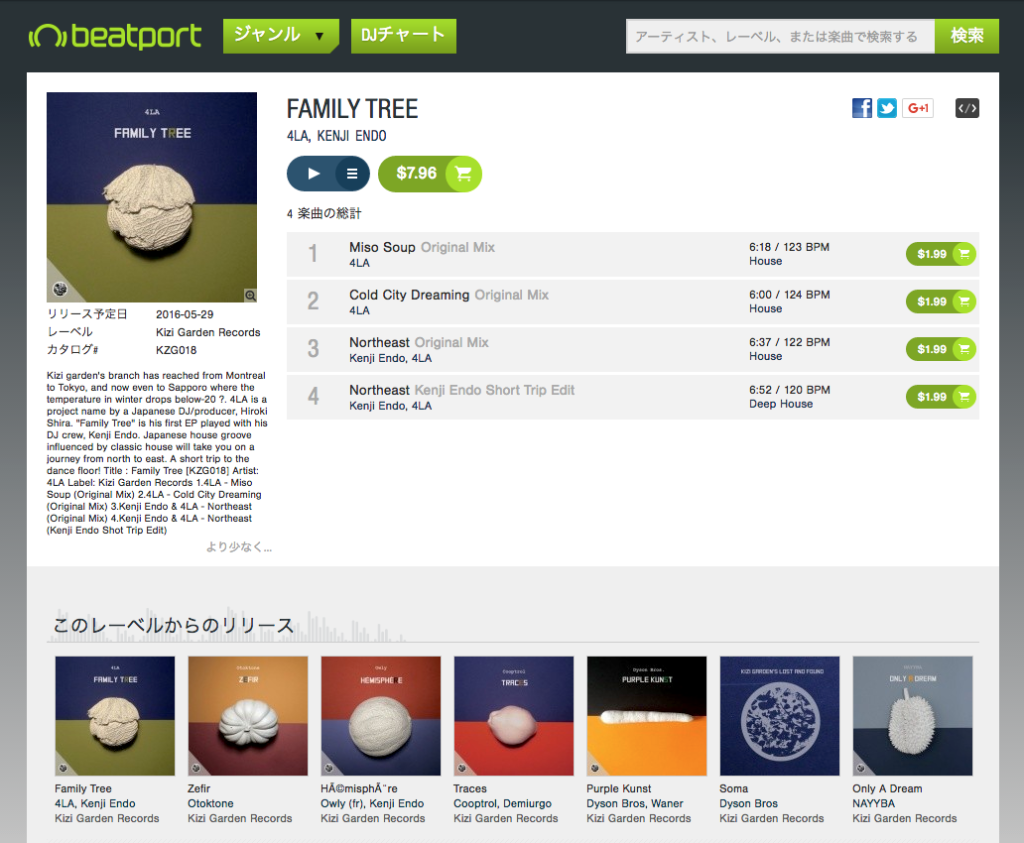 beatport
ジャンル ▼
DJチャート
アーティスト、レーベル、または楽曲で検索する
検索
4LA
FAMILY TREE
FAMILY TREE
4LA, KENJI ENDO
G+1
</>
$7.96
4 楽曲の総計
1 Miso Soup Original Mix 6:18 / 123 BPM $1.99
4LA House
2 Cold City Dreaming Original Mix 6:00 / 124 BPM $1.99
4LA House
3 Northeast Original Mix 6:37 / 122 BPM $1.99
Kenji Endo, 4LA House
4 Northeast Kenji Endo Short Trip Edit 6:52 / 120 BPM $1.99
Kenji Endo, 4LA Deep House
リリース予定日 2016-05-29
レーベル Kizi Garden Records
カタログ# KZG018
Kizi garden's branch has reached from Montreal
to Tokyo, and now even to Sapporo where the
temperature in winter drops below-20 ?. 4LA is a
project name by a Japanese DJ/producer, Hiroki
Shira. "Family Tree" is his first EP played with his
DJ crew, Kenji Endo. Japanese house groove
influenced by classic house will take you on a
journey from north to east. A short trip to the
dance floor! Title : Family Tree [KZG018] Artist:
4LA Label: Kizi Garden Records 1.4LA - Miso
Soup (Original Mix) 2.4LA - Cold City Dreaming
(Original Mix) 3.Kenji Endo & 4LA - Northeast
(Original Mix) 4.Kenji Endo & 4LA - Northeast
(Kenji Endo Shot Trip Edit)
より少なく...
このレーベルからのリリース
4LA
FAMILY TREE
Otoktone
ZEFIR
Owly
HÉMISPHÈRE
Cooptrol
TRACES
Dyson Bros.
PURPLE KUNST
KIZI GARDEN'S LOST AND FOUND
NAYYBA
ONLY A DREAM
Family Tree
4LA, Kenji Endo
Kizi Garden Records
Zefir
Otoktone
Kizi Garden Records
HÃ©misphÃ¨re
Owly (fr), Kenji Endo
Kizi Garden Records
Traces
Cooptrol, Demiurgo
Kizi Garden Records
Purple Kunst
Dyson Bros, Waner
Kizi Garden Records
Soma
Dyson Bros
Kizi Garden Records
Only A Dream
NAYYBA
Kizi Garden Records